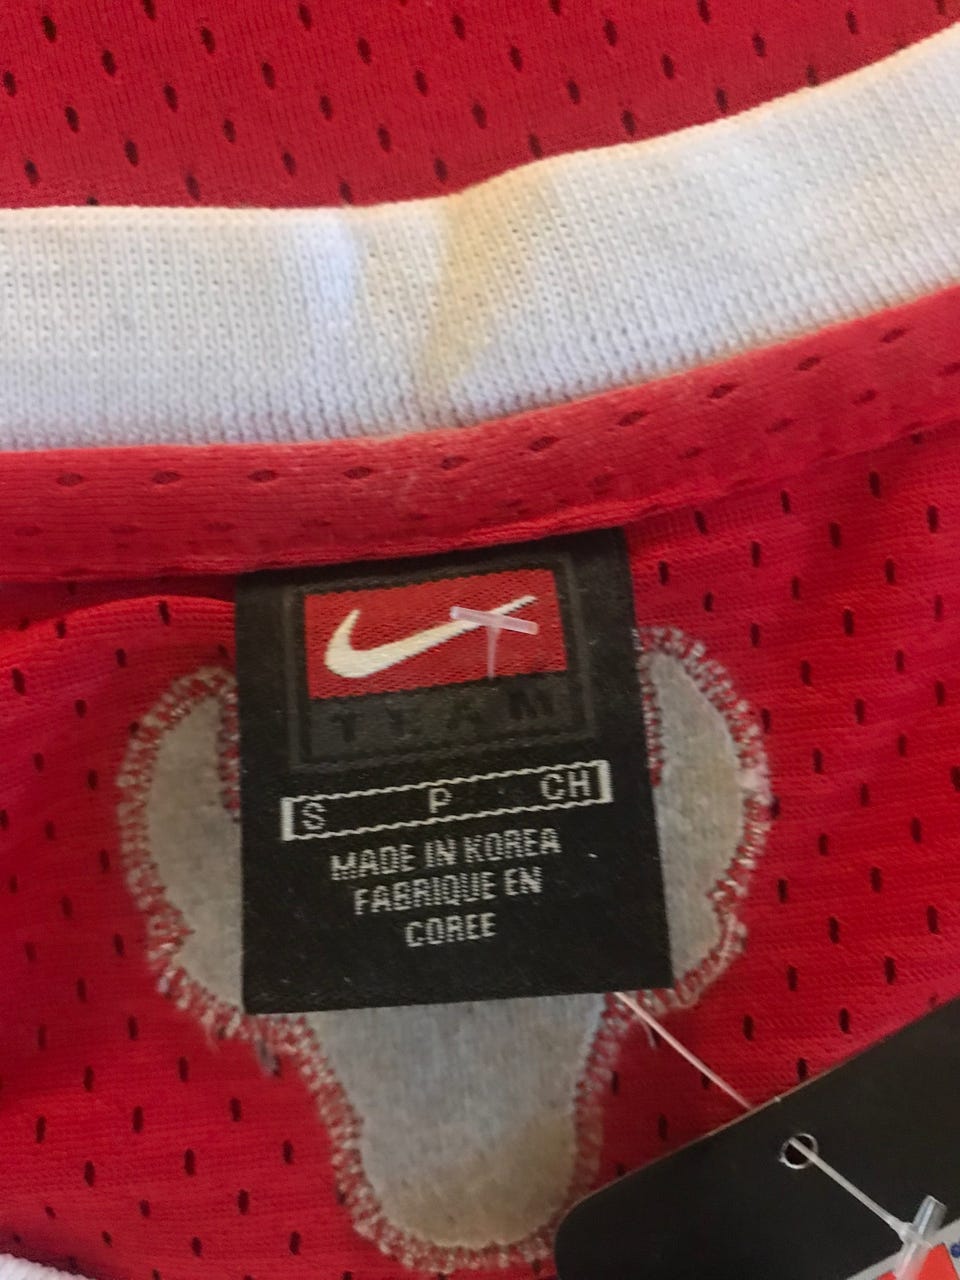 TEAM
S P CH
MADE IN KOREA
FABRIQUE EN
COREE